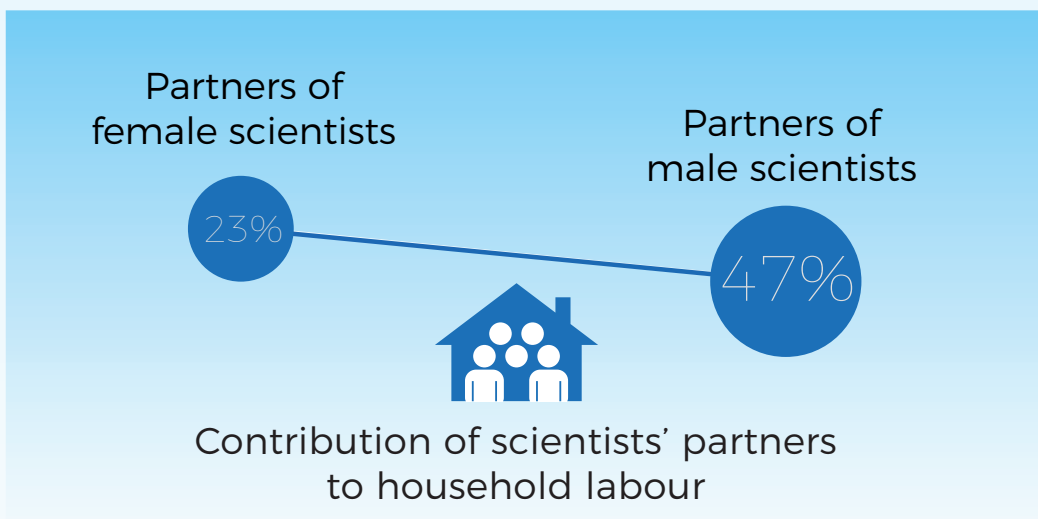 Partners of
female scientists
23%
Partners of
male scientists
47%
Contribution of scientists’ partners
to household labour